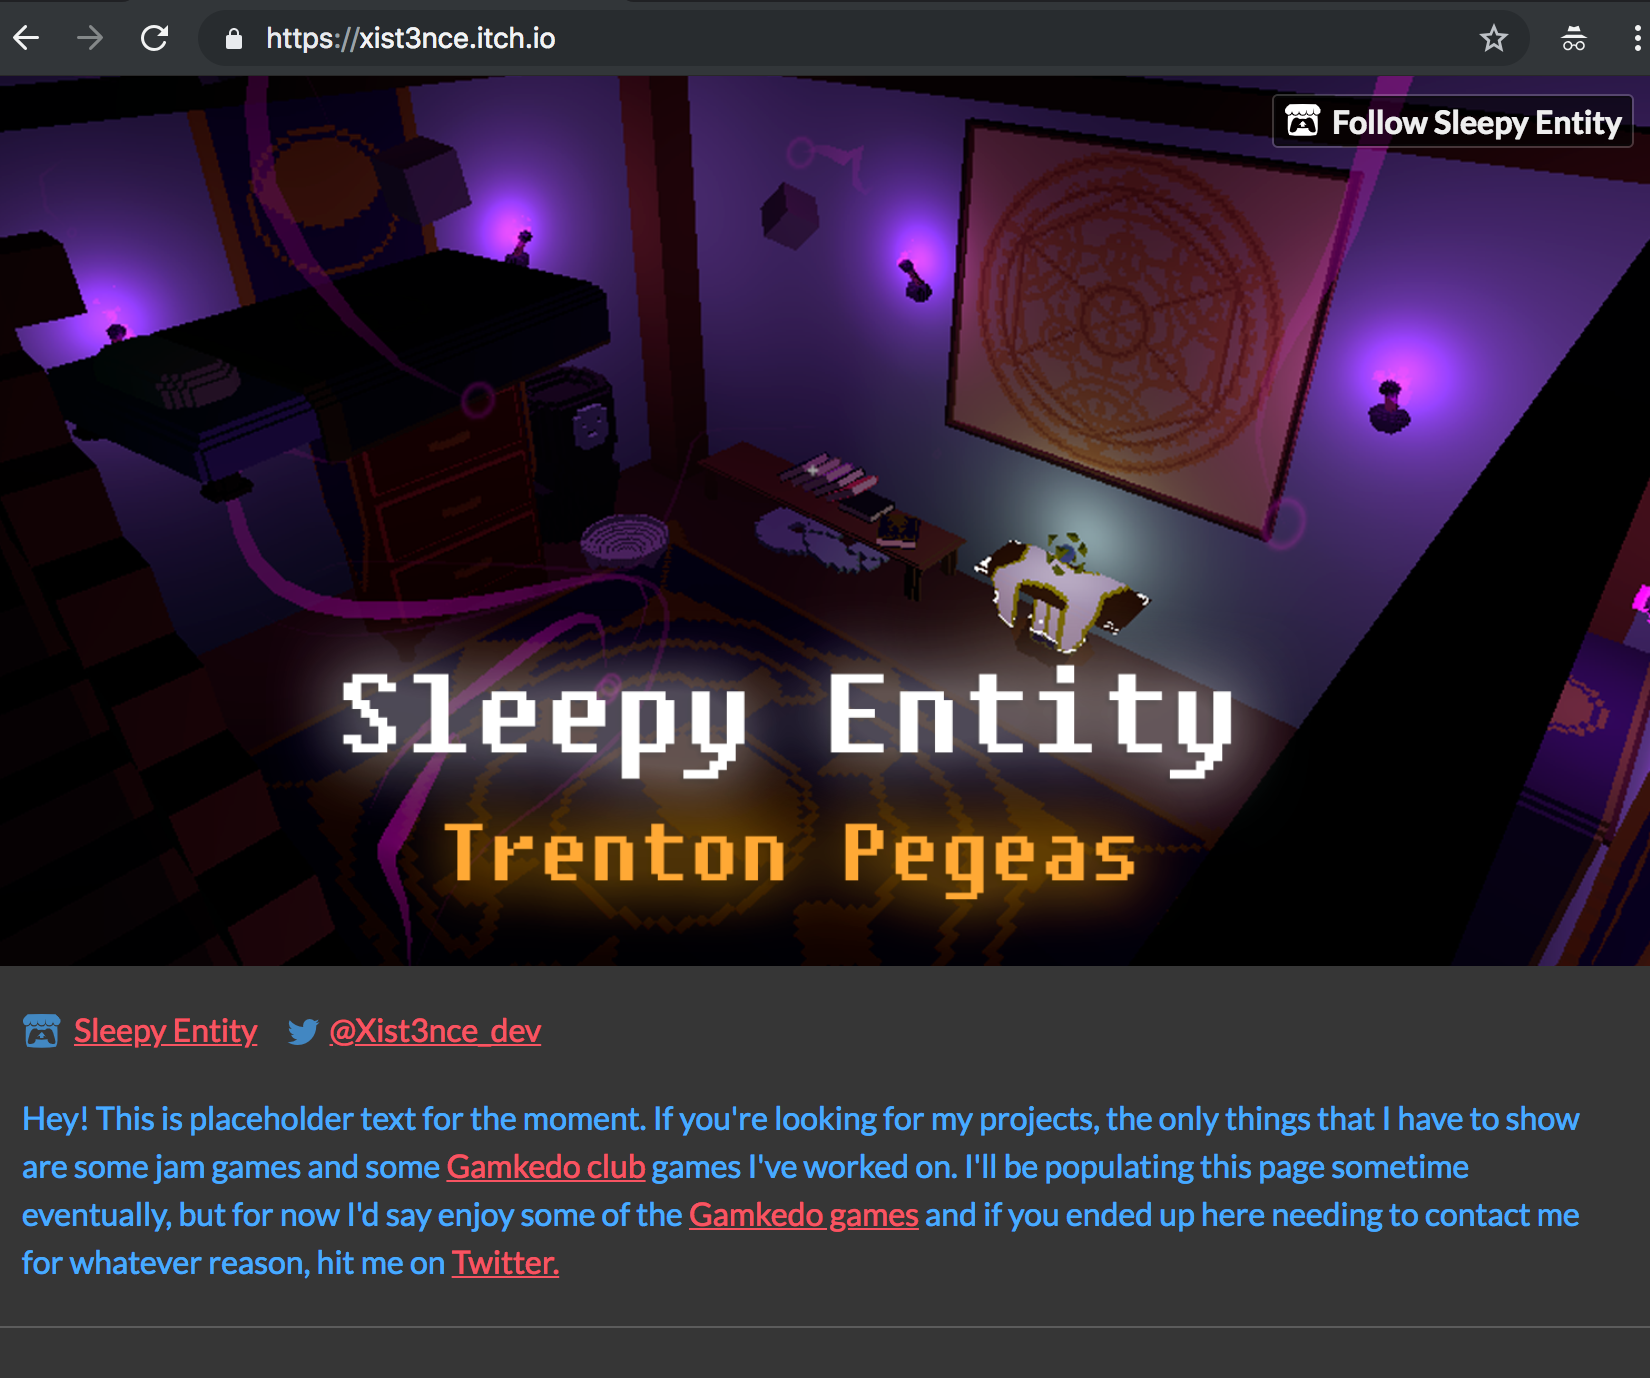 https://xist3nce.itch.io
Follow Sleepy Entity
Sleepy Entity
Trenton Pegeas
Sleepy Entity @Xist3nce_dev
Hey! This is placeholder text for the moment. If you're looking for my projects, the only things that I have to show
are some jam games and some Gamkedo club games I've worked on. I'll be populating this page sometime
eventually, but for now I'd say enjoy some of the Gamkedo games and if you ended up here needing to contact me
for whatever reason, hit me on Twitter.